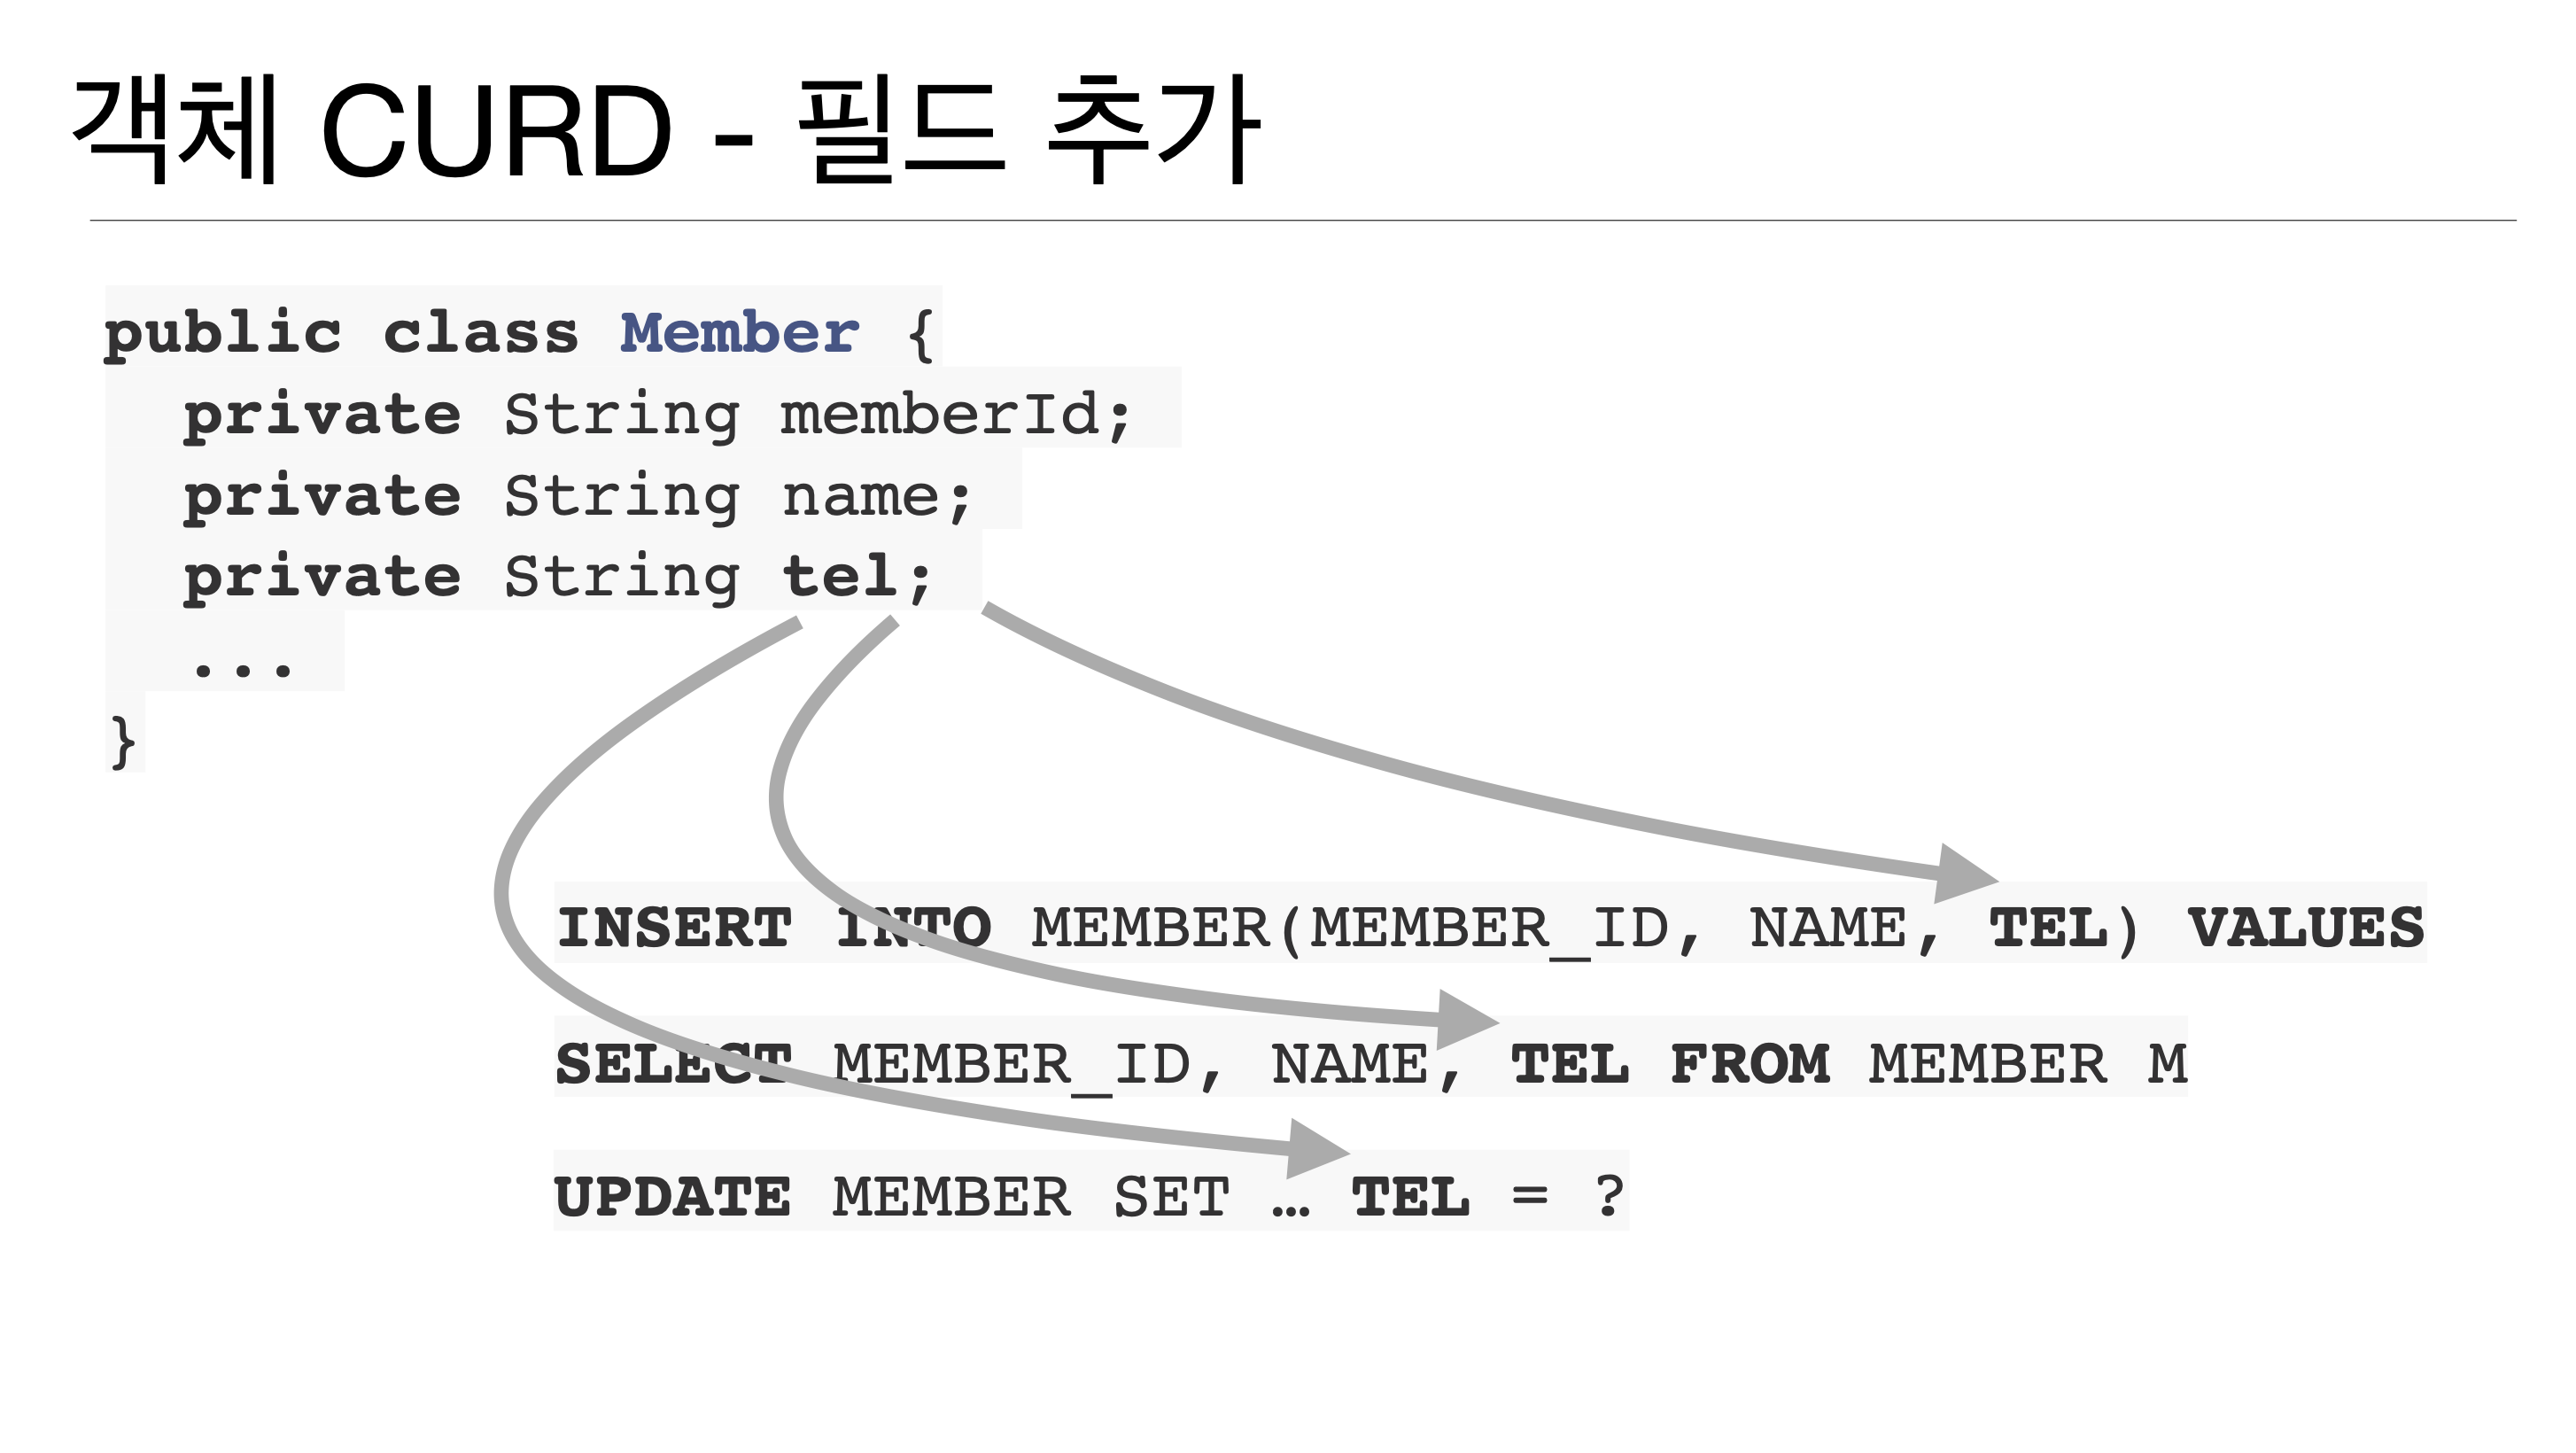 객체 CURD - 필드 추가
public class Member {
private String memberId;
private String name;
private String tel;
...
}
INSERT INTO MEMBER(MEMBER_ID, NAME, TEL) VALUES
SELECT MEMBER_ID, NAME, TEL FROM MEMBER M
UPDATE MEMBER SET … TEL = ?